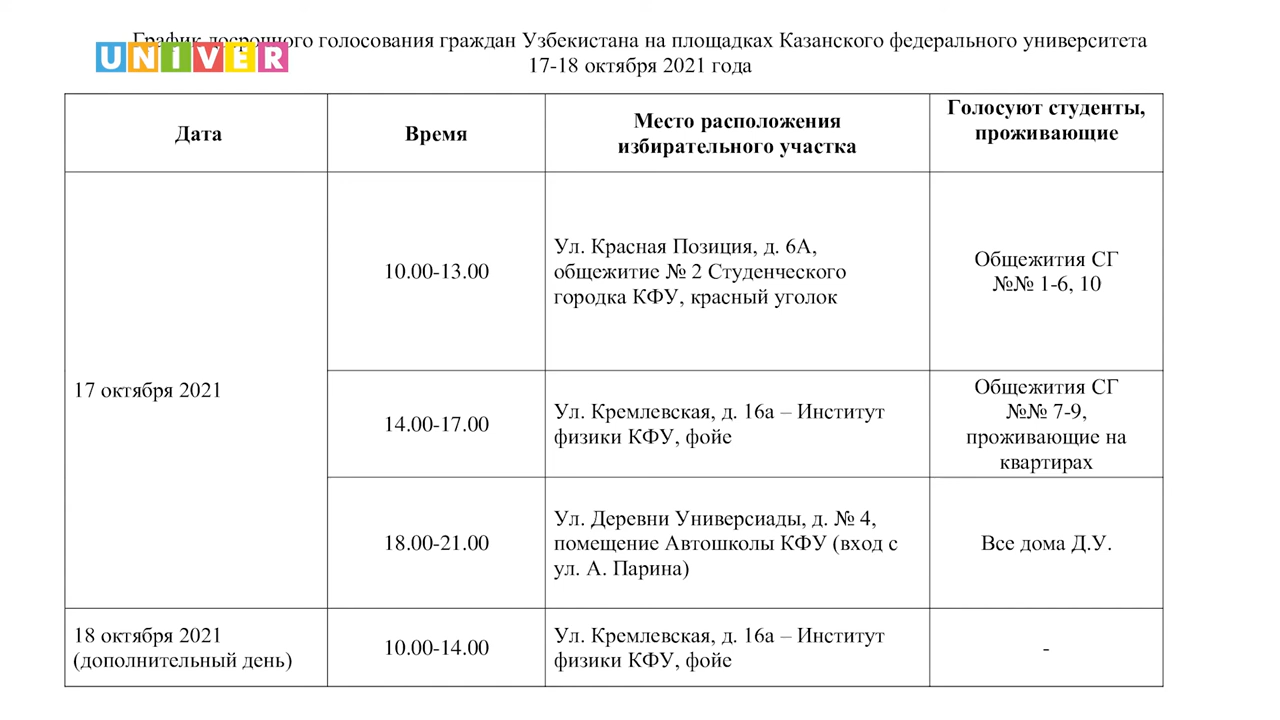 График досрочного голосования граждан Узбекистана на площадках Казанского федерального университета
17-18 октября 2021 года
UNIVER
Дата
Время
Место расположения
избирательного участка
Голосуют студенты,
проживающие
17 октября 2021
10.00-13.00
Ул. Красная Позиция, д. 6А,
общежитие № 2 Студенческого
городка КФУ, красный уголок
Общежития СГ
№№ 1-6, 10
14.00-17.00
Ул. Кремлевская, д. 16а – Институт
физики КФУ, фойе
Общежития СГ
№№ 7-9,
проживающие на
квартирах
18.00-21.00
Ул. Деревни Универсиады, д. № 4,
помещение Автошколы КФУ (вход с
ул. А. Парина)
Все дома Д.У.
18 октября 2021
(дополнительный день)
10.00-14.00
Ул. Кремлевская, д. 16а – Институт
физики КФУ, фойе
-